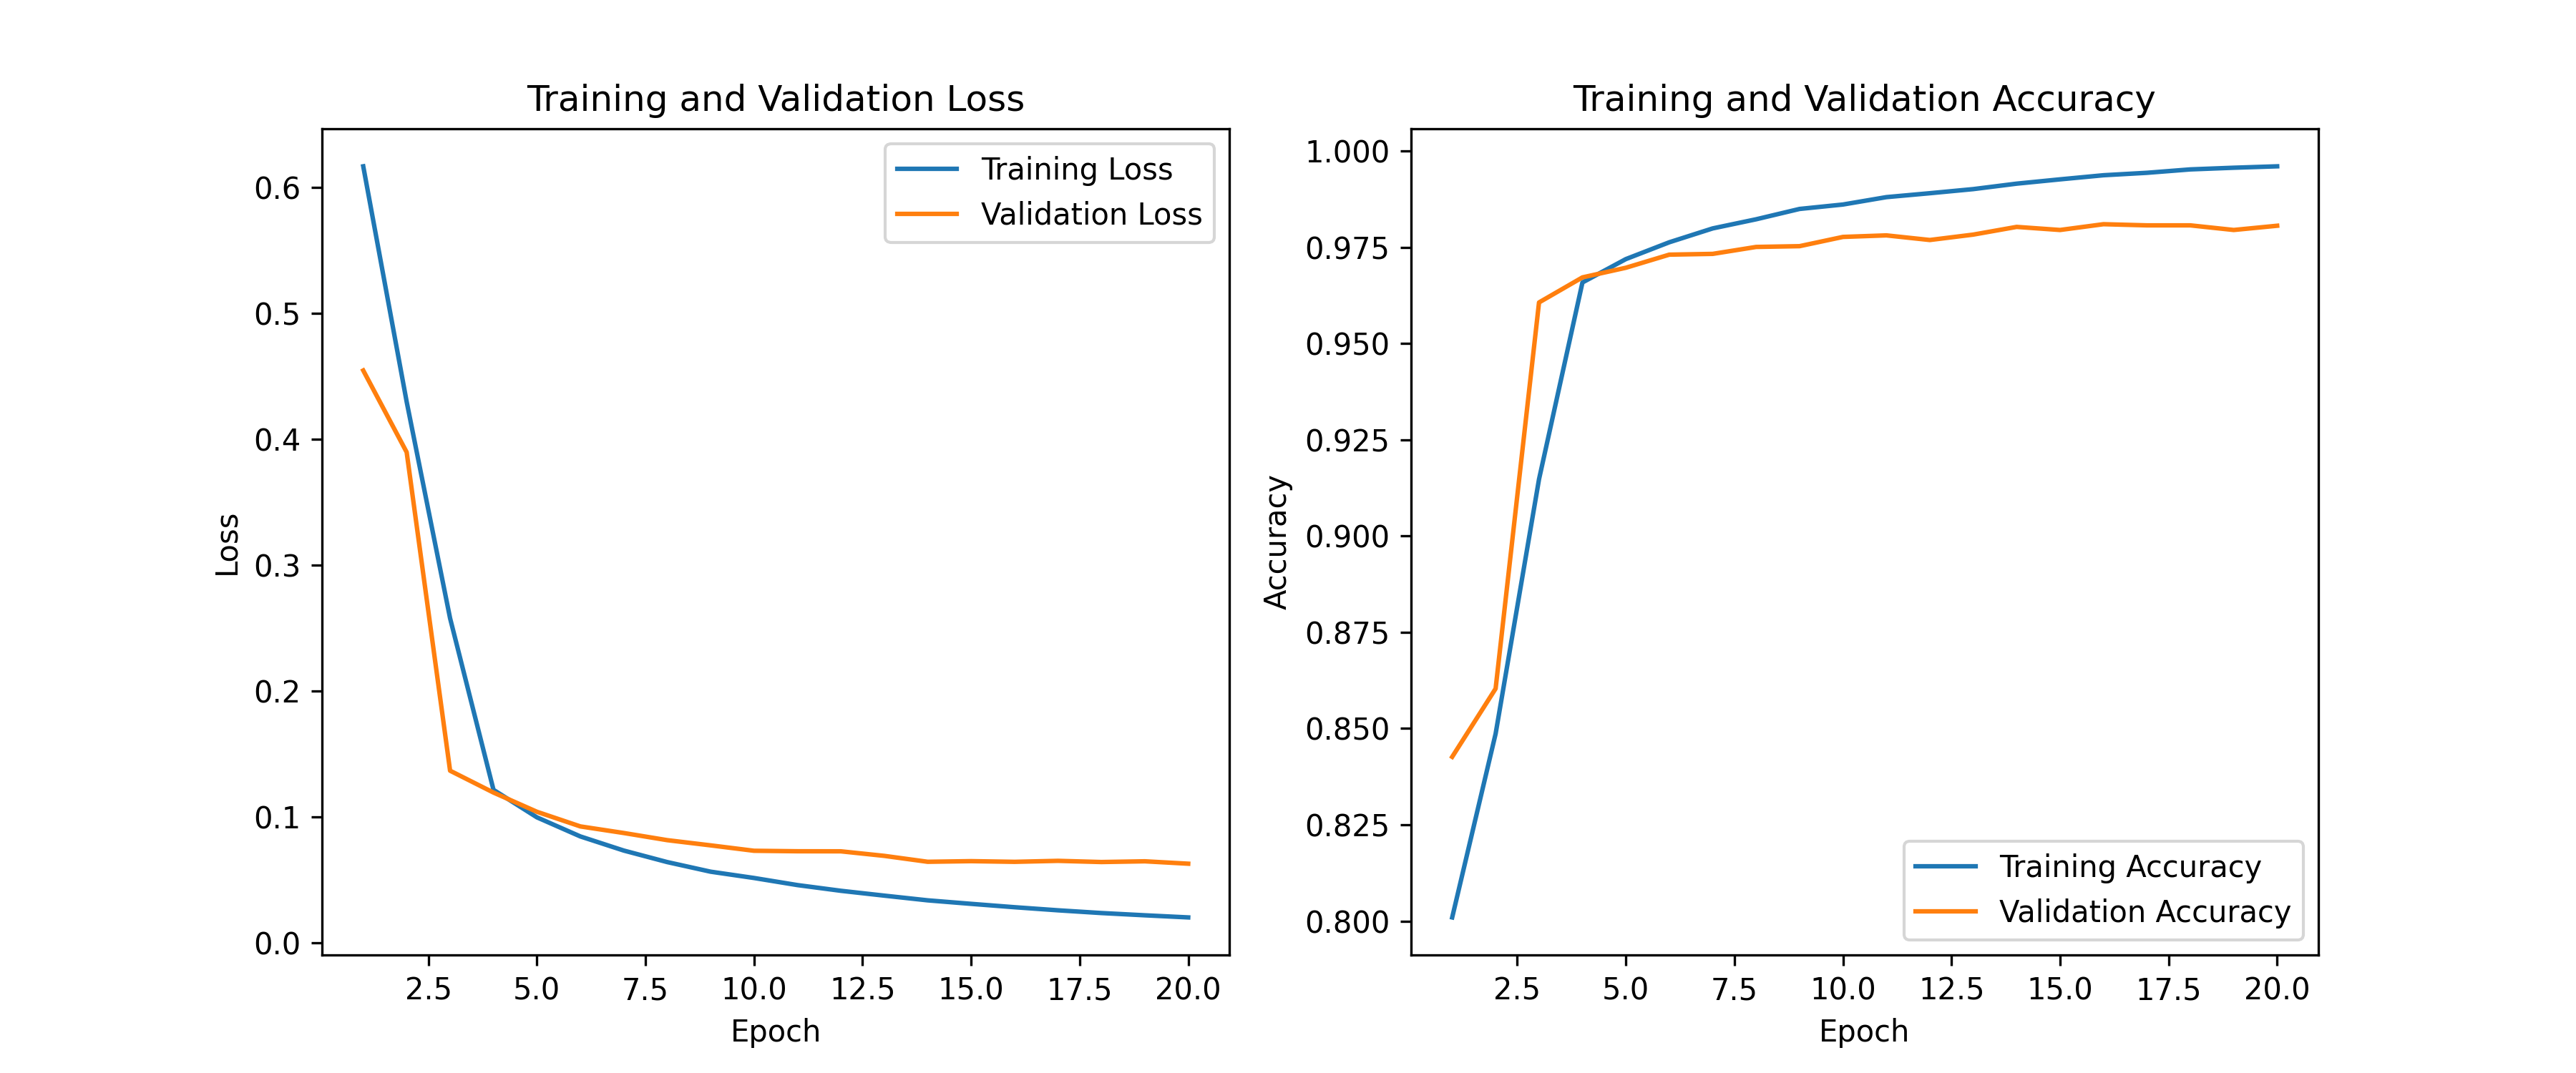 Training and Validation Loss
Training Loss
Validation Loss
0.6
0.5
0.4
0.3
0.2
0.1
0.0
Loss
2.5 5.0 7.5 10.0 12.5 15.0 17.5 20.0
Epoch
Training and Validation Accuracy
1.000
0.975
0.950
0.925
0.900
0.875
0.850
0.825
0.800
Accuracy
Training Accuracy
Validation Accuracy
2.5 5.0 7.5 10.0 12.5 15.0 17.5 20.0
Epoch